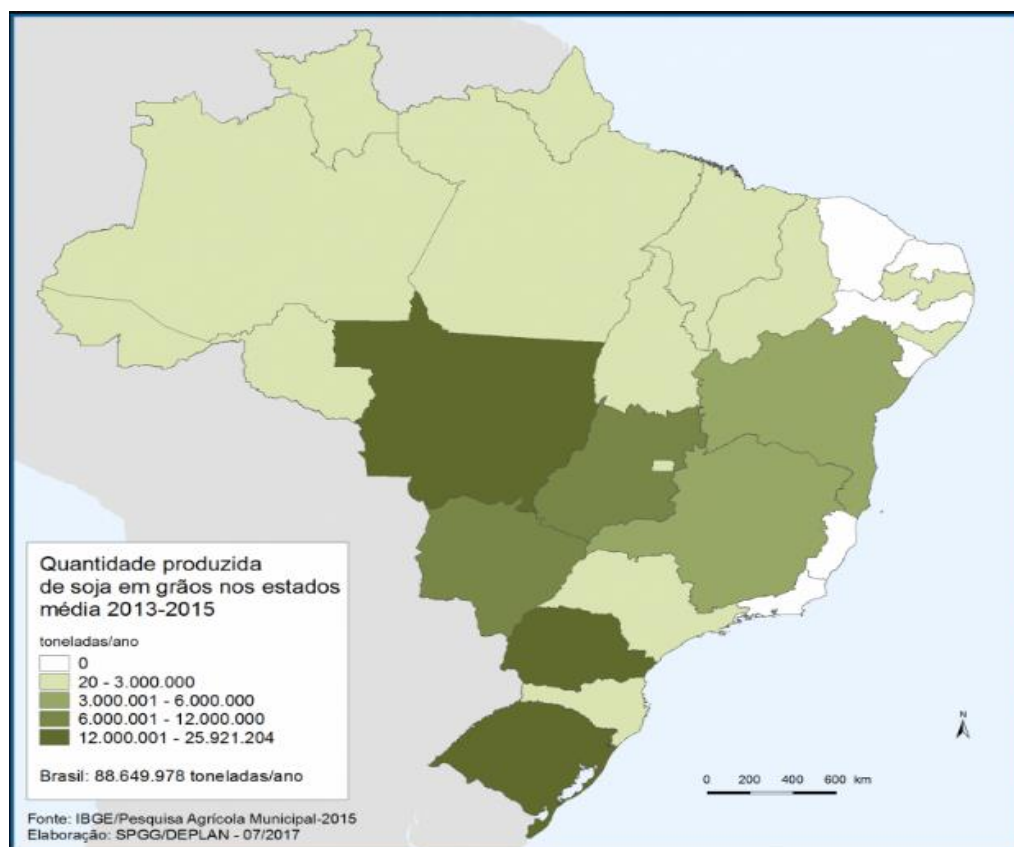 Quantidade produzida
de soja em grãos nos estados
média 2013-2015
toneladas/ano
0
20 - 3.000.000
3.000.001 - 6.000.000
6.000.001 - 12.000.000
12.000.001 - 25.921.204
Brasil: 88.649.978 toneladas/ano
N
0 200 400 600 km
Fonte: IBGE/Pesquisa Agrícola Municipal-2015
Elaboração: SPGG/DEPLAN - 07/2017